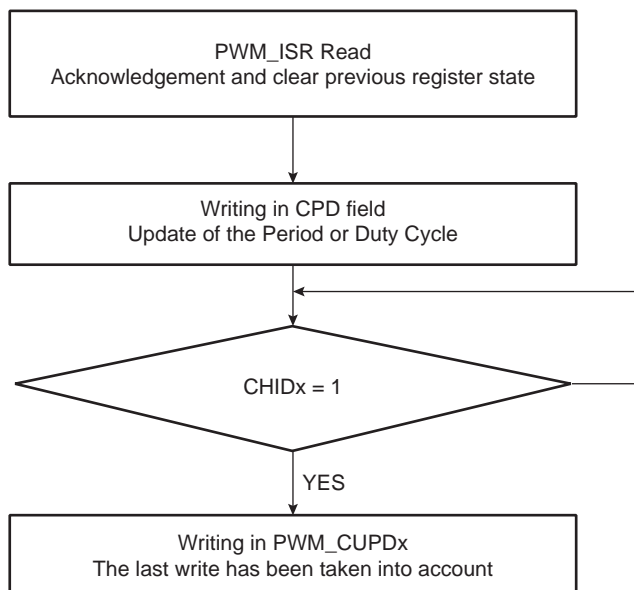 PWM_ISR Read
Acknowledgement and clear previous register state
Writing in CPD field
Update of the Period or Duty Cycle
CHIDx = 1
YES
Writing in PWM_CUPDx
The last write has been taken into account